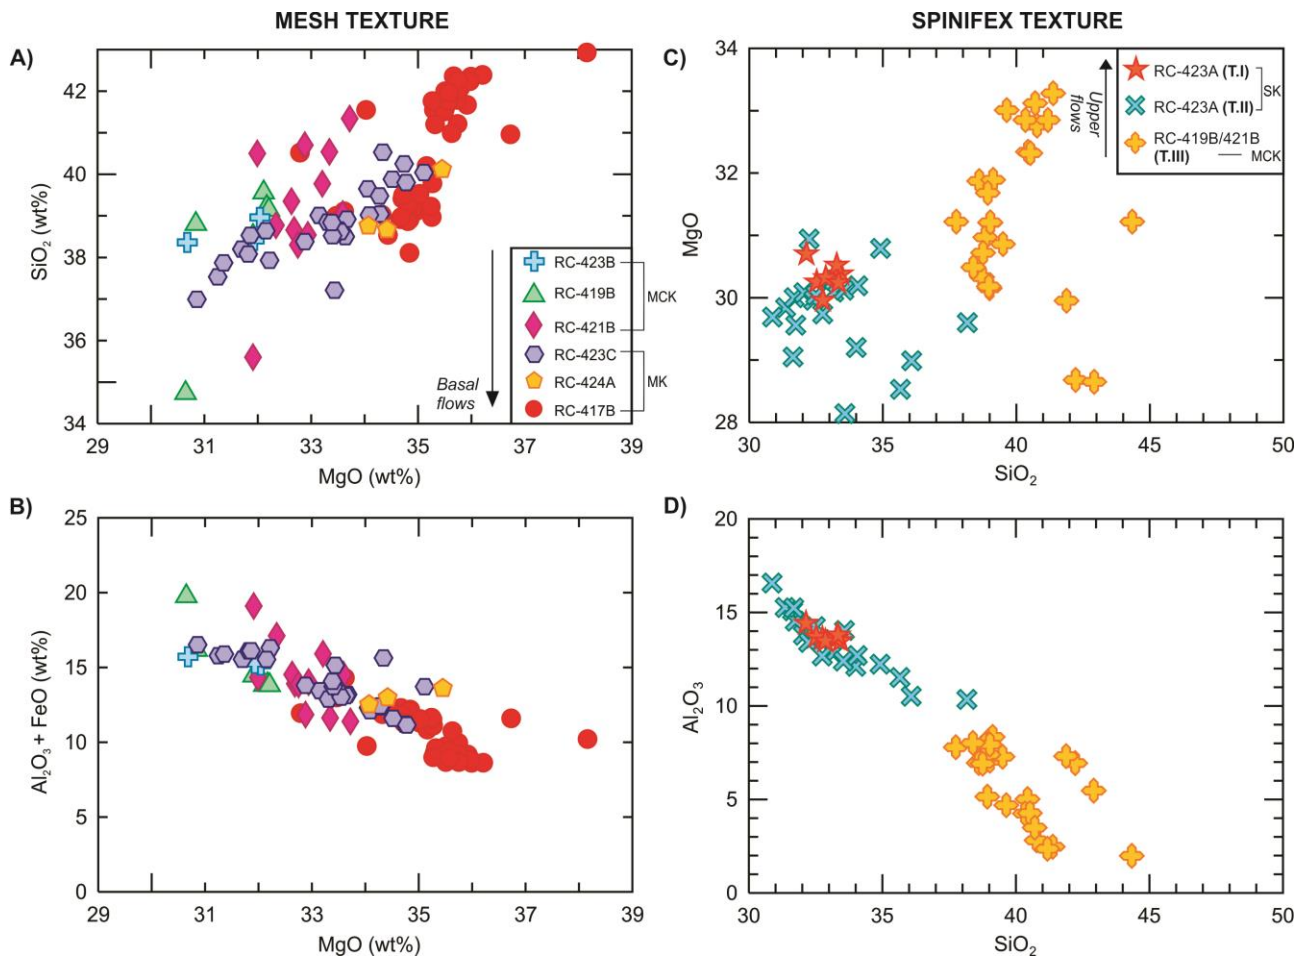 MESH TEXTURE
SPINIFEX TEXTURE
A)
42
40
38
36
34
SiO₂ (wt%)
29
31
33
35
37
39
MgO (wt%)
Basal
flows
RC-423B
RC-419B
RC-421B
MCK
RC-423C
RC-424A
RC-417B
MK
C)
34
32
30
28
MgO
30
35
40
45
50
SiO₂
Upper
flows
RC-423A (T.I)
RC-423A (T.II)
SK
RC-419B/421B
(T.III)
MCK
B)
25
20
15
10
5
0
Al₂O₃ + FeO (wt%)
29
31
33
35
37
39
MgO (wt%)
D)
20
15
10
5
0
Al₂O₃
30
35
40
45
50
SiO₂